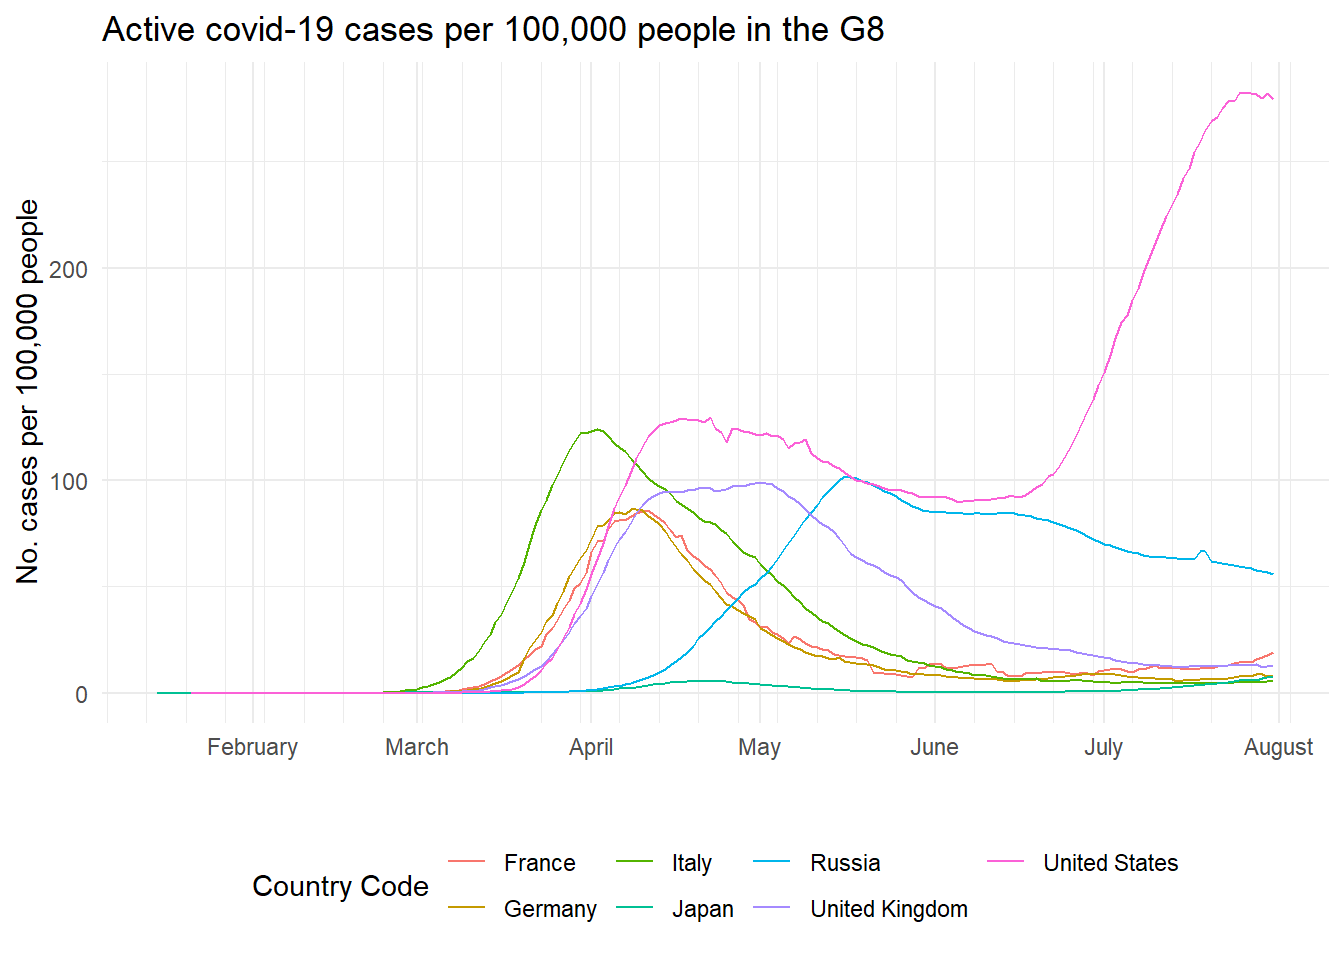 Active covid-19 cases per 100,000 people in the G8
No. cases per 100,000 people
200
100
0
February March April May June July August
Country Code
France Italy Russia United States
Germany Japan United Kingdom